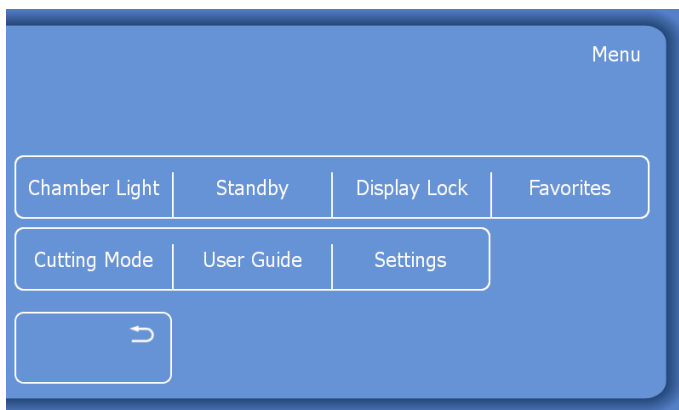 Menu
Chamber Light Standby Display Lock Favorites
Cutting Mode User Guide Settings